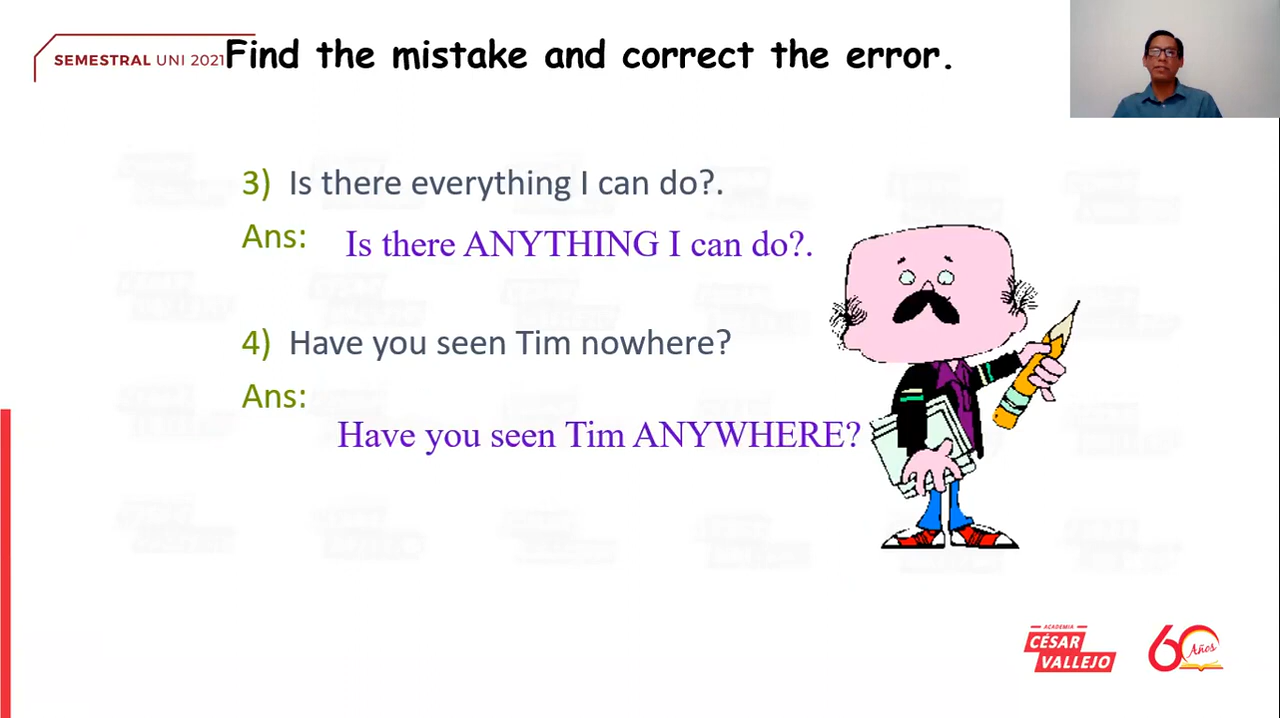 SEMESTRAL UNI 2021
Find the mistake and correct the error.
3) Is there everything I can do?.
Ans: Is there ANYTHING I can do?.
4) Have you seen Tim nowhere?
Ans:
Have you seen Tim ANYWHERE?
ACADEMIA
CÉSAR
VALLEJO
60 Años